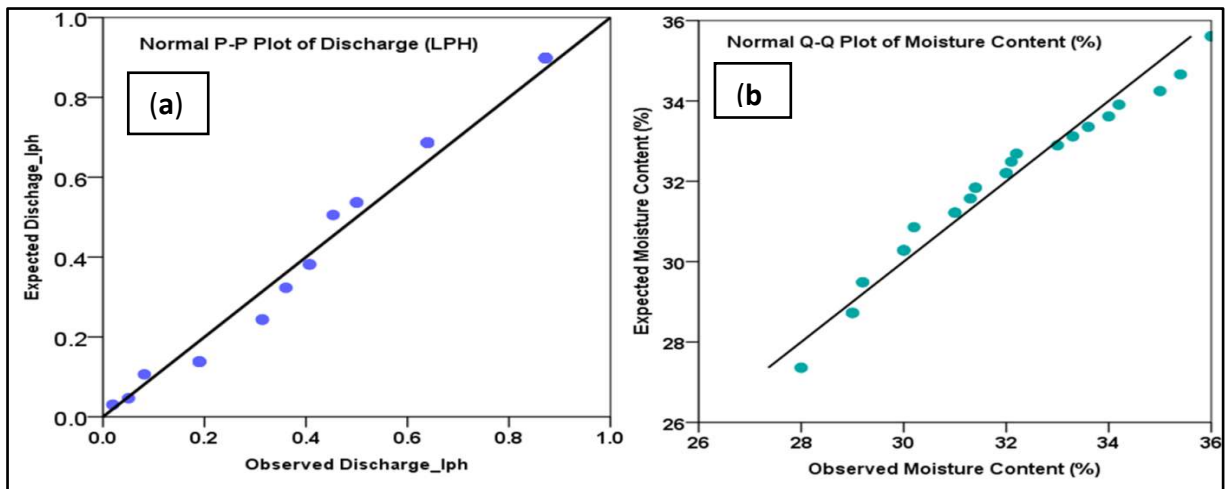 Normal P-P Plot of Discharge (LPH)
(a)
Expected Dischage_lph
1.0
0.8
0.6
0.4
0.2
0.0
0.0 0.2 0.4 0.6 0.8 1.0
Observed Discharge_lph
Normal Q-Q Plot of Moisture Content (%)
(b
Expected Moisture Content (%)
36
34
32
30
28
26
26 28 30 32 34 36
Observed Moisture Content (%)